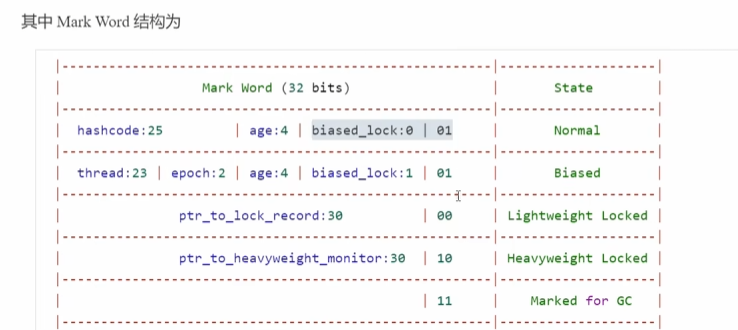 其中 Mark Word 结构为
|--------------------------------------------------|--------------------|
| Mark Word (32 bits) | State |
|--------------------------------------------------|--------------------|
| hashcode:25 | age:4 | biased_lock:0 | 01 | Normal |
|--------------------------------------------------|--------------------|
| thread:23 | epoch:2 | age:4 | biased_lock:1 | 01 | Biased |
|--------------------------------------------------|--------------------|
| ptr_to_lock_record:30 | 00 | Lightweight Locked |
|--------------------------------------------------|--------------------|
| ptr_to_heavyweight_monitor:30 | 10 | Heavyweight Locked |
|--------------------------------------------------|--------------------|
| | 11 | Marked for GC |
|--------------------------------------------------|--------------------|